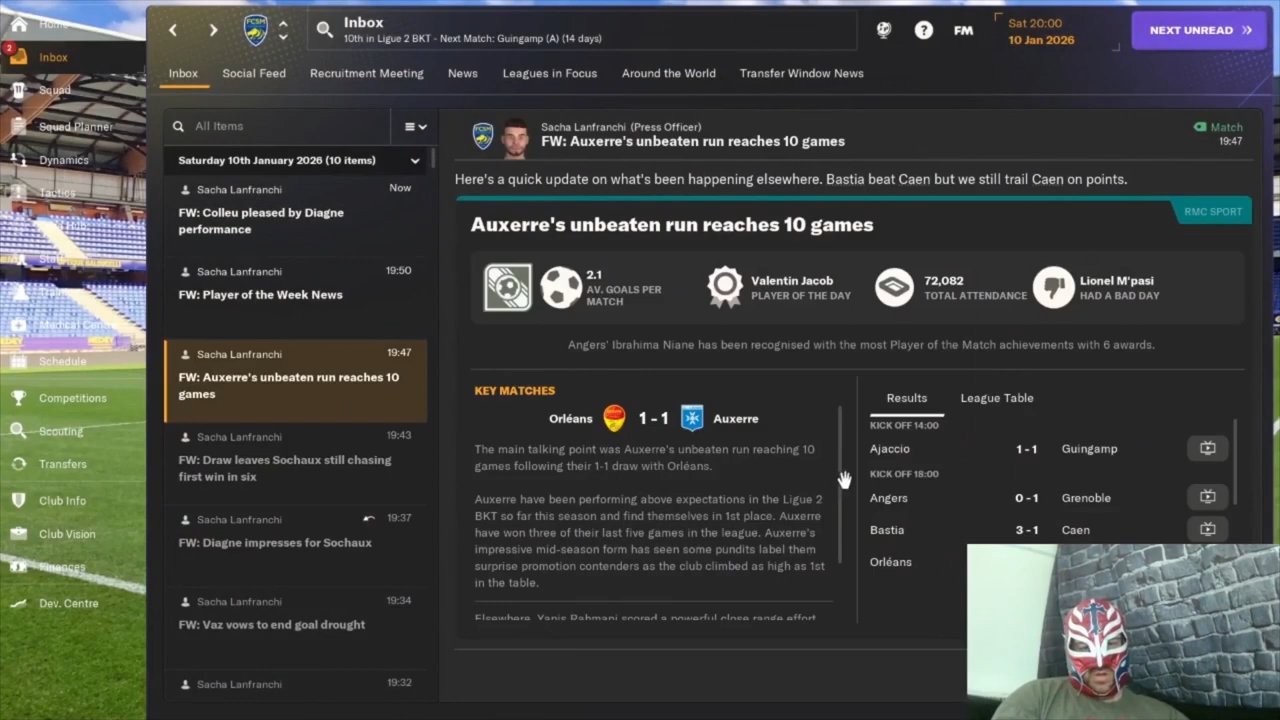 Home
2
Inbox
Squad
Squad Planner
Dynamics
Tactics
Medical Centre
Schedule
Competitions
Scouting
Transfers
Club Info
Club Vision
Finances
Dev. Centre
FCSM
Inbox
10th in Ligue 2 BKT - Next Match: Guingamp (A) (14 days)
?
FM
Sat 20:00
10 Jan 2026
NEXT UNREAD
Inbox
Social Feed
Recruitment Meeting
News
Leagues in Focus
Around the World
Transfer Window News
All Items
Saturday 10th January 2026 (10 items)
Sacha Lanfranchi
Now
FW: Colleu pleased by Diagne
performance
Sacha Lanfranchi
19:50
FW: Player of the Week News
Sacha Lanfranchi
19:47
FW: Auxerre's unbeaten run reaches 10
games
Sacha Lanfranchi
19:43
FW: Draw leaves Sochaux still chasing
first win in six
Sacha Lanfranchi
19:37
FW: Diagne impresses for Sochaux
Sacha Lanfranchi
19:34
FW: Vaz vows to end goal drought
Sacha Lanfranchi
19:32
FCSM
Sacha Lanfranchi (Press Officer)
FW: Auxerre's unbeaten run reaches 10 games
Match
19:47
Here's a quick update on what's been happening elsewhere. Bastia beat Caen but we still trail Caen on points.
RMC SPORT
Auxerre's unbeaten run reaches 10 games
2.1
AV. GOALS PER
MATCH
Valentin Jacob
PLAYER OF THE DAY
72,082
TOTAL ATTENDANCE
Lionel M'pasi
HAD A BAD DAY
Angers' Ibrahima Niane has been recognised with the most Player of the Match achievements with 6 awards.
KEY MATCHES
Orléans 1 - 1 Auxerre
The main talking point was Auxerre's unbeaten run reaching 10
games following their 1-1 draw with Orléans.
Auxerre have been performing above expectations in the Ligue 2
BKT so far this season and find themselves in 1st place. Auxerre
have won three of their last five games in the league. Auxerre's
impressive mid-season form has seen some pundits label them
surprise promotion contenders as the club climbed as high as 1st
in the table.
Elsewhere, Yanis Rahmani scored a powerful close range effort
Results
League Table
KICK OFF 14:00
Ajaccio 1 - 1 Guingamp
KICK OFF 18:00
Angers 0 - 1 Grenoble
Bastia 3 - 1 Caen
Orléans